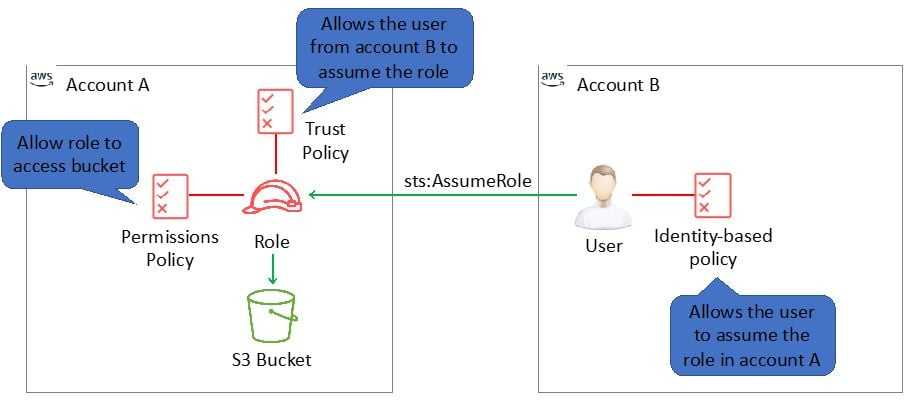 Allows the user
from account B to
assume the role
aws
Account A
aws
Account B
Trust
Policy
Allow role to
access bucket
sts:AssumeRole
Permissions
Policy
Role
User
Identity-based
policy
S3 Bucket
Allows the user
to assume the
role in account A